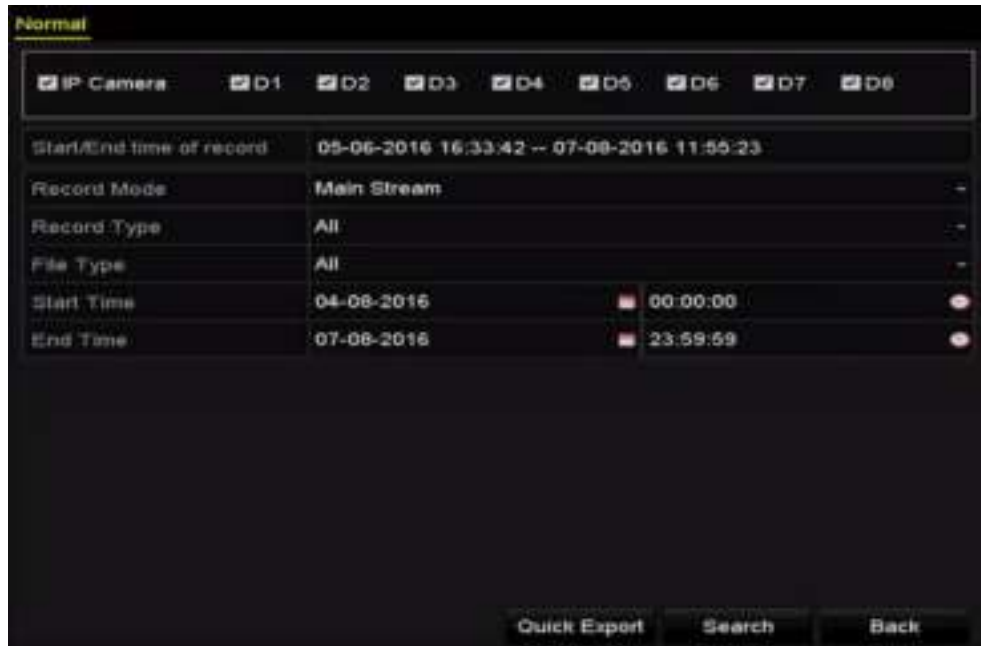 Normal
IP Camera D1 D2 D3 D4 D5 D6 D7 D8
Start/End time of record 05-06-2016 16:33:42 -- 07-08-2016 11:55:23
Record Mode Main Stream
Record Type All
File Type All
Start Time 04-08-2016 00:00:00
End Time 07-08-2016 23:59:59
Quick Export Search Back